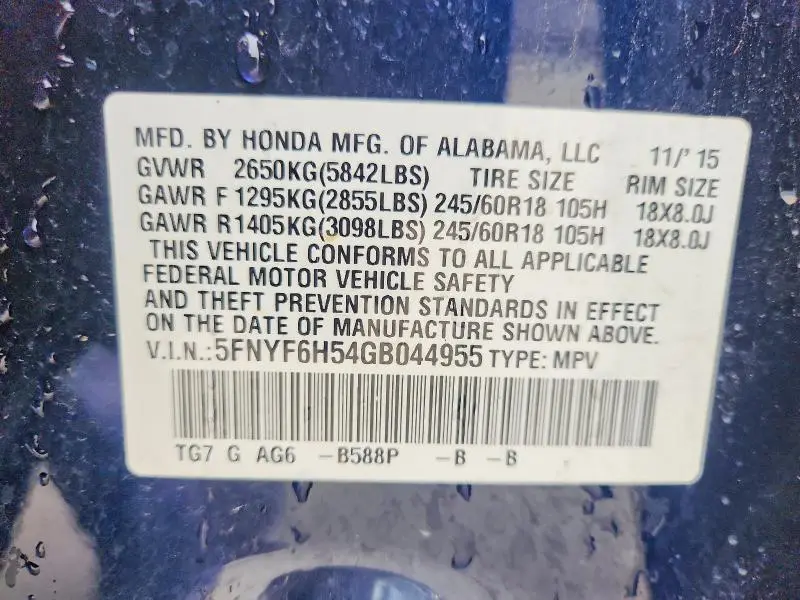 MFD. BY HONDA MFG. OF ALABAMA, LLC 11/'15
GVWR 2650KG(5842LBS) TIRE SIZE RIM SIZE
GAWR F 1295KG(2855LBS) 245/60R18 105H 18X8.0J
GAWR R1405KG(3098LBS) 245/60R18 105H 18X8.0J
THIS VEHICLE CONFORMS TO ALL APPLICABLE
FEDERAL MOTOR VEHICLE SAFETY
AND THEFT PREVENTION STANDARDS IN EFFECT
ON THE DATE OF MANUFACTURE SHOWN ABOVE.
V.I.N.:5FNYF6H54GB044955 TYPE: MPV
TG7 G AG6 -B588P -B -B